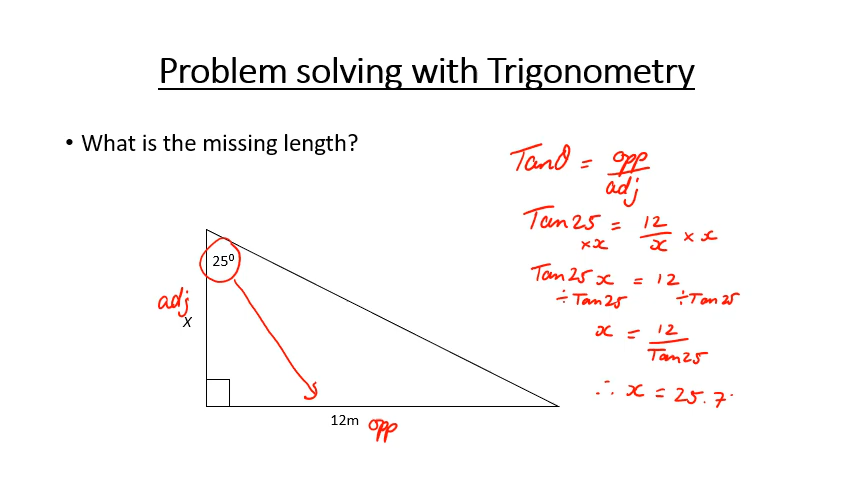 Problem solving with Trigonometry
• What is the missing length?
Tanθ = opp/adj
Tan25 = 12/x × x
×x
25⁰
Tan25 x = 12
÷Tan25 ÷Tan25
adj
x
x = 12/Tan25
∴ x = 25.7
12m opp